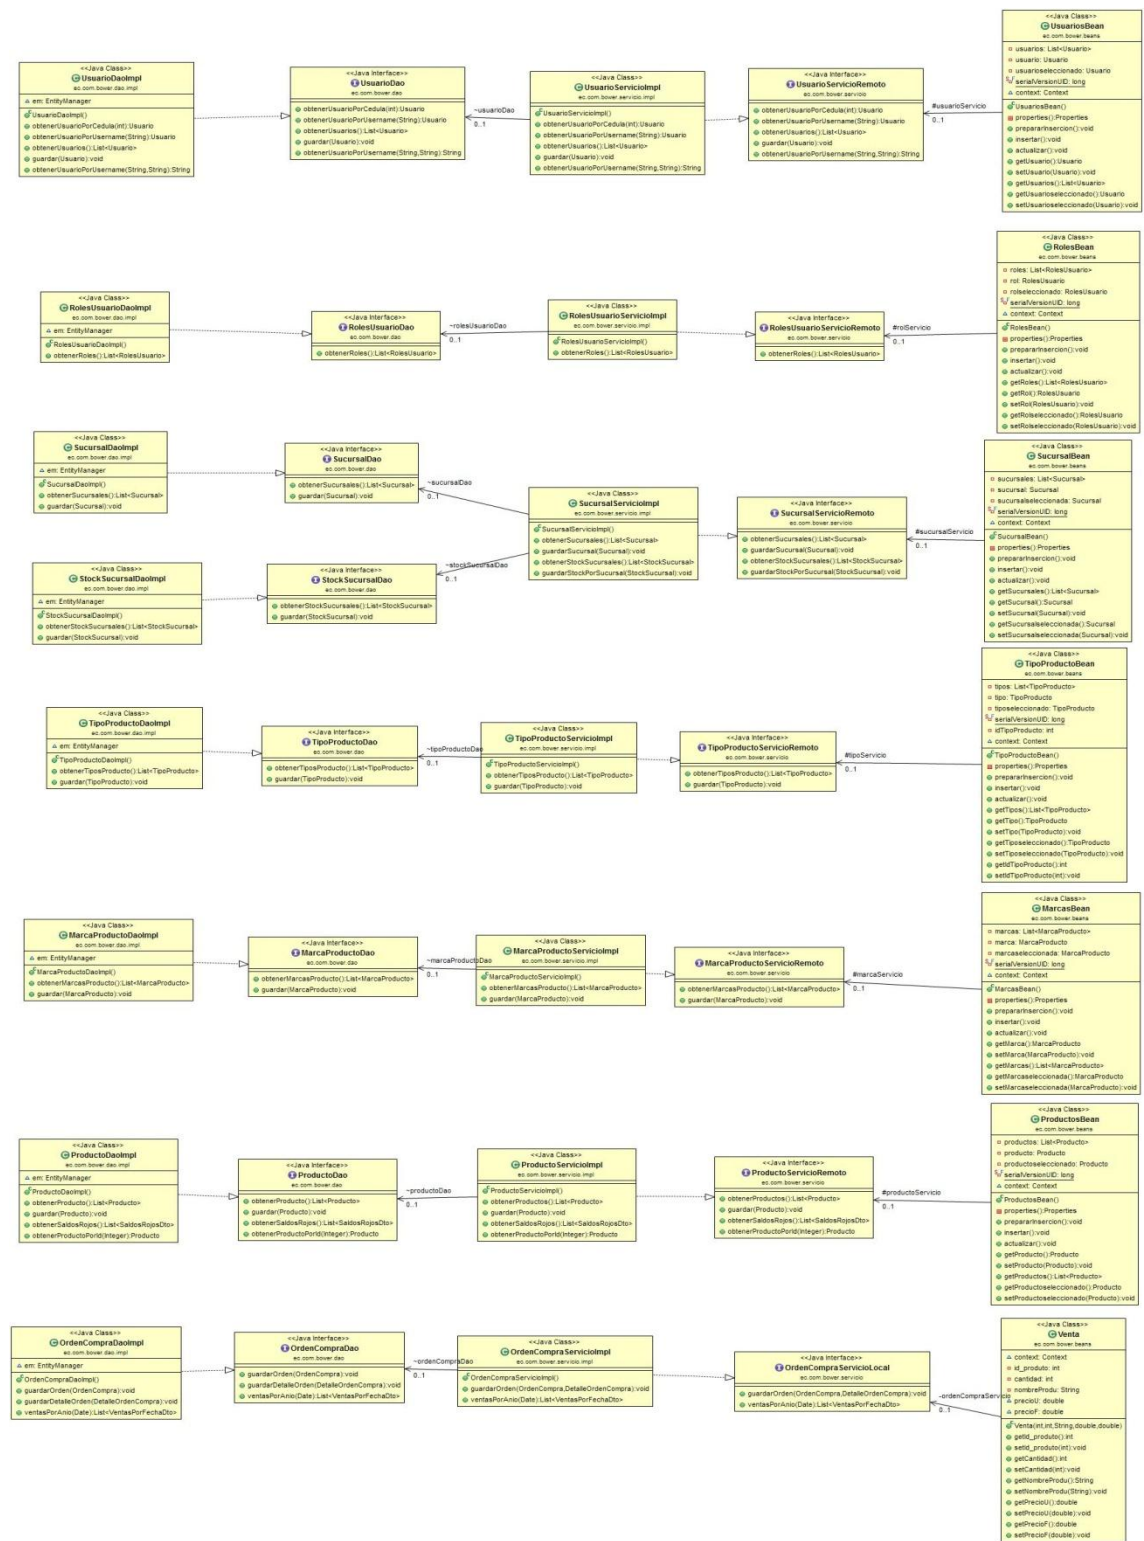 <<Java Class>>
UsuarioDaoImpl
ec.com.bower.dao.impl
em: EntityManager
UsuarioDaoImpl()
obtenerUsuarioPorCedula(int):Usuario
obtenerUsuarioPorUsername(String):Usuario
obtenerUsuarios():List<Usuario>
guardar(Usuario):void
obtenerUsuarioPorUsername(String,String):String
<<Java Interface>>
UsuarioDao
ec.com.bower.dao
obtenerUsuarioPorCedula(int):Usuario
obtenerUsuarioPorUsername(String):Usuario
obtenerUsuarios():List<Usuario>
guardar(Usuario):void
obtenerUsuarioPorUsername(String,String):String
~usuarioDao
0..1
<<Java Class>>
UsuarioServicioImpl
ec.com.bower.servicio.impl
UsuarioServicioImpl()
obtenerUsuarioPorCedula(int):Usuario
obtenerUsuarioPorUsername(String):Usuario
obtenerUsuarios():List<Usuario>
guardar(Usuario):void
obtenerUsuarioPorUsername(String,String):String
<<Java Interface>>
UsuarioServicioRemoto
ec.com.bower.servicio
obtenerUsuarioPorCedula(int):Usuario
obtenerUsuarioPorUsername(String):Usuario
obtenerUsuarios():List<Usuario>
guardar(Usuario):void
obtenerUsuarioPorUsername(String,String):String
#usuarioServicio
0..1
<<Java Class>>
UsuariosBean
ec.com.bower.beans
usuarios: List<Usuario>
usuario: Usuario
usuarioseleccionado: Usuario
serialVersionUID: long
context: Context
UsuariosBean()
properties():Properties
prepararInsercion():void
insertar():void
actualizar():void
getUsuario():Usuario
setUsuario(Usuario):void
getUsuarios():List<Usuario>
getUsuarioseleccionado():Usuario
setUsuarioseleccionado(Usuario):void
<<Java Class>>
RolesUsuarioDaoImpl
ec.com.bower.dao.impl
em: EntityManager
RolesUsuarioDaoImpl()
obtenerRoles():List<RolesUsuario>
<<Java Interface>>
RolesUsuarioDao
ec.com.bower.dao
obtenerRoles():List<RolesUsuario>
~rolesUsuarioDao
0..1
<<Java Class>>
RolesUsuarioServicioImpl
ec.com.bower.servicio.impl
RolesUsuarioServicioImpl()
obtenerRoles():List<RolesUsuario>
<<Java Interface>>
RolesUsuarioServicioRemoto
ec.com.bower.servicio
obtenerRoles():List<RolesUsuario>
#rolServicio
0..1
<<Java Class>>
RolesBean
ec.com.bower.beans
roles: List<RolesUsuario>
rol: RolesUsuario
rolseleccionado: RolesUsuario
serialVersionUID: long
context: Context
RolesBean()
properties():Properties
prepararInsercion():void
insertar():void
actualizar():void
getRoles():List<RolesUsuario>
getRol():RolesUsuario
setRol(RolesUsuario):void
getRolseleccionado():RolesUsuario
setRolseleccionado(RolesUsuario):void
<<Java Class>>
SucursalDaoImpl
ec.com.bower.dao.impl
em: EntityManager
SucursalDaoImpl()
obtenerSucursales():List<Sucursal>
guardar(Sucursal):void
<<Java Interface>>
SucursalDao
ec.com.bower.dao
obtenerSucursales():List<Sucursal>
guardar(Sucursal):void
~sucursalDao
0..1
<<Java Class>>
StockSucursalDaoImpl
ec.com.bower.dao.impl
em: EntityManager
StockSucursalDaoImpl()
obtenerStockSucursales():List<StockSucursal>
guardar(StockSucursal):void
<<Java Interface>>
StockSucursalDao
ec.com.bower.dao
obtenerStockSucursales():List<StockSucursal>
guardar(StockSucursal):void
~stockSucursalDao
0..1
<<Java Class>>
SucursalServicioImpl
ec.com.bower.servicio.impl
SucursalServicioImpl()
obtenerSucursales():List<Sucursal>
guardarSucursal(Sucursal):void
obtenerStockSucursales():List<StockSucursal>
guardarStockPorSucursal(StockSucursal):void
<<Java Interface>>
SucursalServicioRemoto
ec.com.bower.servicio
obtenerSucursales():List<Sucursal>
guardarSucursal(Sucursal):void
obtenerStockSucursales():List<StockSucursal>
guardarStockPorSucursal(StockSucursal):void
#sucursalServicio
0..1
<<Java Class>>
SucursalBean
ec.com.bower.beans
sucursales: List<Sucursal>
sucursal: Sucursal
sucursalseleccionada: Sucursal
serialVersionUID: long
context: Context
SucursalBean()
properties():Properties
prepararInsercion():void
insertar():void
actualizar():void
getSucursales():List<Sucursal>
getSucursal():Sucursal
setSucursal(Sucursal):void
getSucursalseleccionada():Sucursal
setSucursalseleccionada(Sucursal):void
<<Java Class>>
TipoProductoDaoImpl
ec.com.bower.dao.impl
em: EntityManager
TipoProductoDaoImpl()
obtenerTiposProducto():List<TipoProducto>
guardar(TipoProducto):void
<<Java Interface>>
TipoProductoDao
ec.com.bower.dao
obtenerTiposProducto():List<TipoProducto>
guardar(TipoProducto):void
~tipoProductoDao
0..1
<<Java Class>>
TipoProductoServicioImpl
ec.com.bower.servicio.impl
TipoProductoServicioImpl()
obtenerTiposProducto():List<TipoProducto>
guardar(TipoProducto):void
<<Java Interface>>
TipoProductoServicioRemoto
ec.com.bower.servicio
obtenerTiposProducto():List<TipoProducto>
guardar(TipoProducto):void
#tipoServicio
0..1
<<Java Class>>
TipoProductoBean
ec.com.bower.beans
tipos: List<TipoProducto>
tipo: TipoProducto
tiposeleccionado: TipoProducto
serialVersionUID: long
idTipoProducto: int
context: Context
TipoProductoBean()
properties():Properties
prepararInsercion():void
insertar():void
actualizar():void
getTipos():List<TipoProducto>
getTipo():TipoProducto
setTipo(TipoProducto):void
getTiposeleccionado():TipoProducto
setTiposeleccionado(TipoProducto):void
getIdTipoProducto():int
setIdTipoProducto(int):void
<<Java Class>>
MarcaProductoDaoImpl
ec.com.bower.dao.impl
em: EntityManager
MarcaProductoDaoImpl()
obtenerMarcasProducto():List<MarcaProducto>
guardar(MarcaProducto):void
<<Java Interface>>
MarcaProductoDao
ec.com.bower.dao
obtenerMarcasProducto():List<MarcaProducto>
guardar(MarcaProducto):void
~marcaProductoDao
0..1
<<Java Class>>
MarcaProductoServicioImpl
ec.com.bower.servicio.impl
MarcaProductoServicioImpl()
obtenerMarcasProducto():List<MarcaProducto>
guardar(MarcaProducto):void
<<Java Interface>>
MarcaProductoServicioRemoto
ec.com.bower.servicio
obtenerMarcasProducto():List<MarcaProducto>
guardar(MarcaProducto):void
#marcaServicio
0..1
<<Java Class>>
MarcasBean
ec.com.bower.beans
marcas: List<MarcaProducto>
marca: MarcaProducto
marcaseleccionada: MarcaProducto
serialVersionUID: long
context: Context
MarcasBean()
properties():Properties
prepararInsercion():void
insertar():void
actualizar():void
getMarca():MarcaProducto
setMarca(MarcaProducto):void
getMarcas():List<MarcaProducto>
getMarcaseleccionada():MarcaProducto
setMarcaseleccionada(MarcaProducto):void
<<Java Class>>
ProductoDaoImpl
ec.com.bower.dao.impl
em: EntityManager
ProductoDaoImpl()
obtenerProducto():List<Producto>
guardar(Producto):void
obtenerSaldosRojos():List<SaldosRojosDto>
obtenerProductoPorId(Integer):Producto
<<Java Interface>>
ProductoDao
ec.com.bower.dao
obtenerProducto():List<Producto>
guardar(Producto):void
obtenerSaldosRojos():List<SaldosRojosDto>
obtenerProductoPorId(Integer):Producto
~productoDao
0..1
<<Java Class>>
ProductoServicioImpl
ec.com.bower.servicio.impl
ProductoServicioImpl()
obtenerProductos():List<Producto>
guardar(Producto):void
obtenerSaldosRojos():List<SaldosRojosDto>
obtenerProductoPorId(Integer):Producto
<<Java Interface>>
ProductoServicioRemoto
ec.com.bower.servicio
obtenerProductos():List<Producto>
guardar(Producto):void
obtenerSaldosRojos():List<SaldosRojosDto>
obtenerProductoPorId(Integer):Producto
#productoServicio
0..1
<<Java Class>>
ProductosBean
ec.com.bower.beans
productos: List<Producto>
producto: Producto
productoseleccionado: Producto
serialVersionUID: long
context: Context
ProductosBean()
properties():Properties
prepararInsercion():void
insertar():void
actualizar():void
getProducto():Producto
setProducto(Producto):void
getProductos():List<Producto>
getProductoseleccionado():Producto
setProductoseleccionado(Producto):void
<<Java Class>>
OrdenCompraDaoImpl
ec.com.bower.dao.impl
em: EntityManager
OrdenCompraDaoImpl()
guardarOrden(OrdenCompra):void
guardarDetalleOrden(DetalleOrdenCompra):void
ventasPorAnio(Date):List<VentasPorFechaDto>
<<Java Interface>>
OrdenCompraDao
ec.com.bower.dao
guardarOrden(OrdenCompra):void
guardarDetalleOrden(DetalleOrdenCompra):void
ventasPorAnio(Date):List<VentasPorFechaDto>
~ordenCompraDao
0..1
<<Java Class>>
OrdenCompraServicioImpl
ec.com.bower.servicio.impl
OrdenCompraServicioImpl()
guardarOrden(OrdenCompra,DetalleOrdenCompra):void
ventasPorAnio(Date):List<VentasPorFechaDto>
<<Java Interface>>
OrdenCompraServicioLocal
ec.com.bower.servicio
guardarOrden(OrdenCompra,DetalleOrdenCompra):void
ventasPorAnio(Date):List<VentasPorFechaDto>
~ordenCompraServicio
0..1
<<Java Class>>
Venta
ec.com.bower.beans
context: Context
id_produto: int
cantidad: int
nombreProdu: String
precioU: double
precioF: double
Venta(int,int,String,double,double)
getId_produto():int
setId_produto(int):void
getCantidad():int
setCantidad(int):void
getNombreProdu():String
setNombreProdu(String):void
getPrecioU():double
setPrecioU(double):void
getPrecioF():double
setPrecioF(double):void